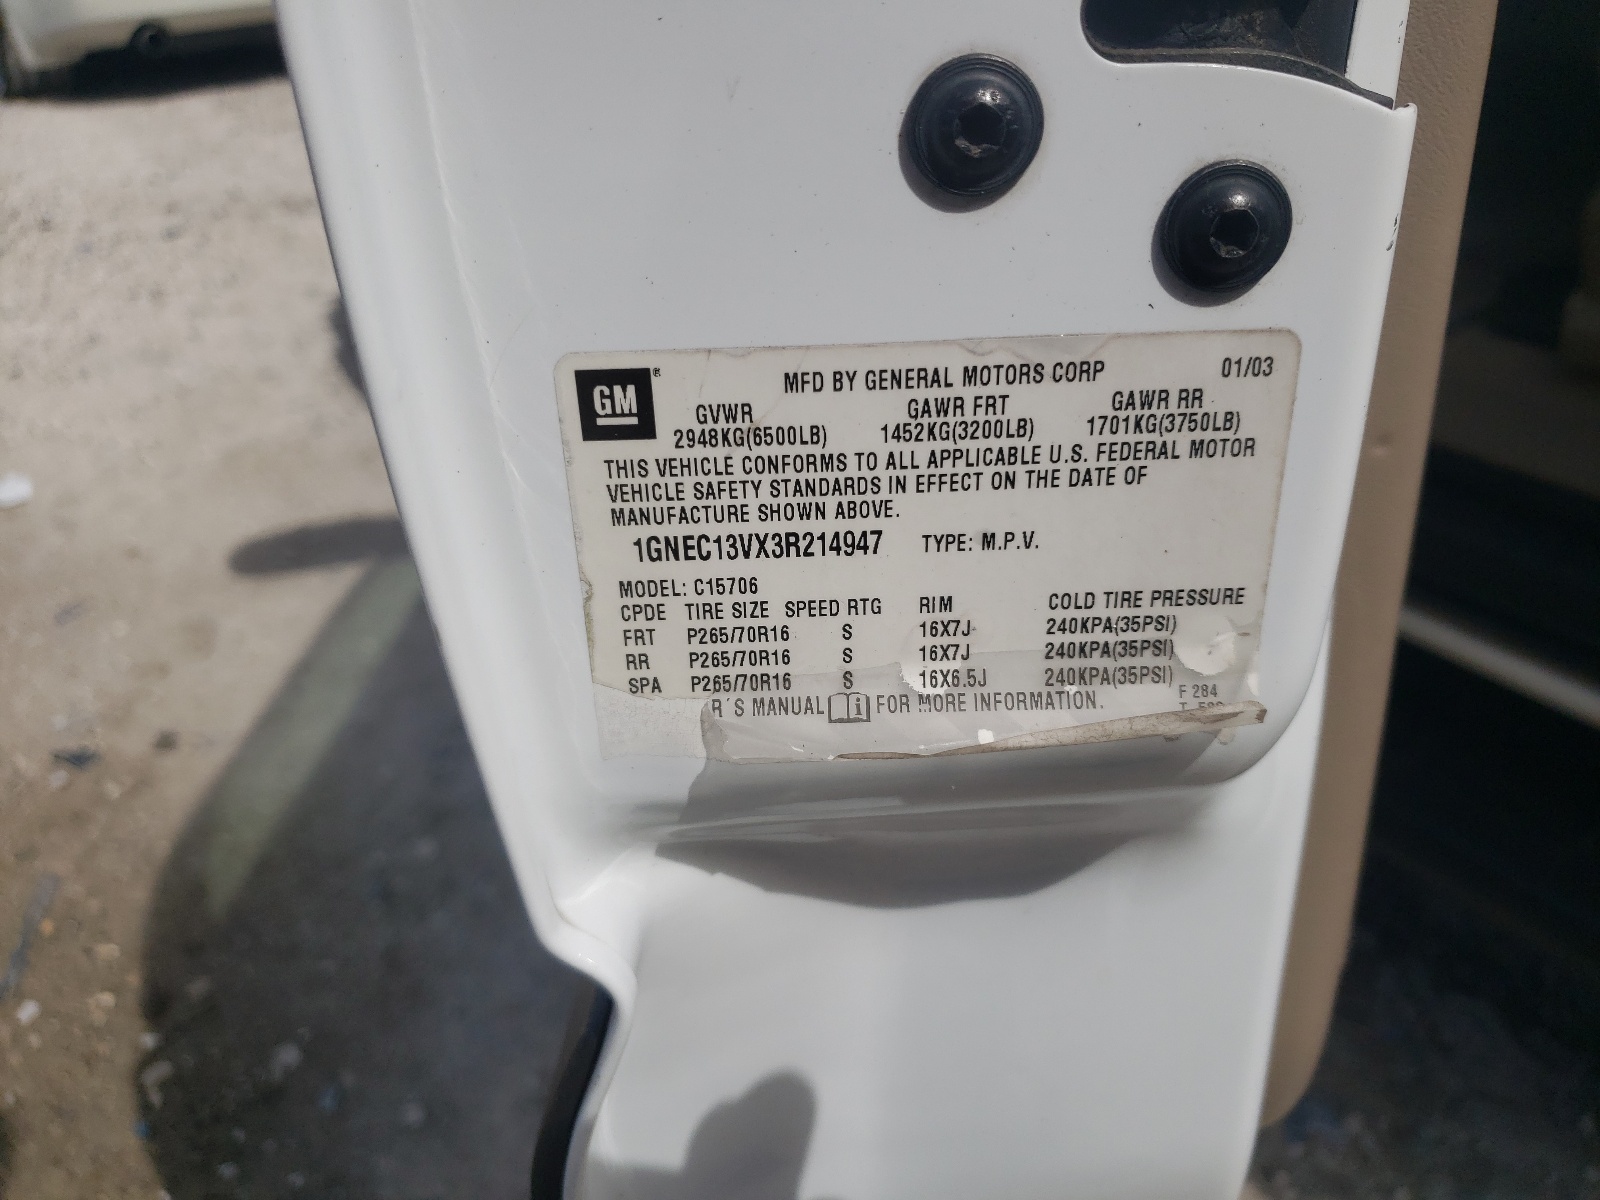 GM ® MFD BY GENERAL MOTORS CORP 01/03
GVWR GAWR FRT GAWR RR
2948KG(6500LB) 1452KG(3200LB) 1701KG(3750LB)
THIS VEHICLE CONFORMS TO ALL APPLICABLE U.S. FEDERAL MOTOR
VEHICLE SAFETY STANDARDS IN EFFECT ON THE DATE OF
MANUFACTURE SHOWN ABOVE.
1GNEC13VX3R214947 TYPE: M.P.V.
MODEL: C15706
CPDE TIRE SIZE SPEED RTG RIM COLD TIRE PRESSURE
FRT P265/70R16 S 16X7J 240KPA(35PSI)
RR P265/70R16 S 16X7J 240KPA(35PSI)
SPA P265/70R16 S 16X6.5J 240KPA(35PSI)
R'S MANUAL FOR MORE INFORMATION. F 284